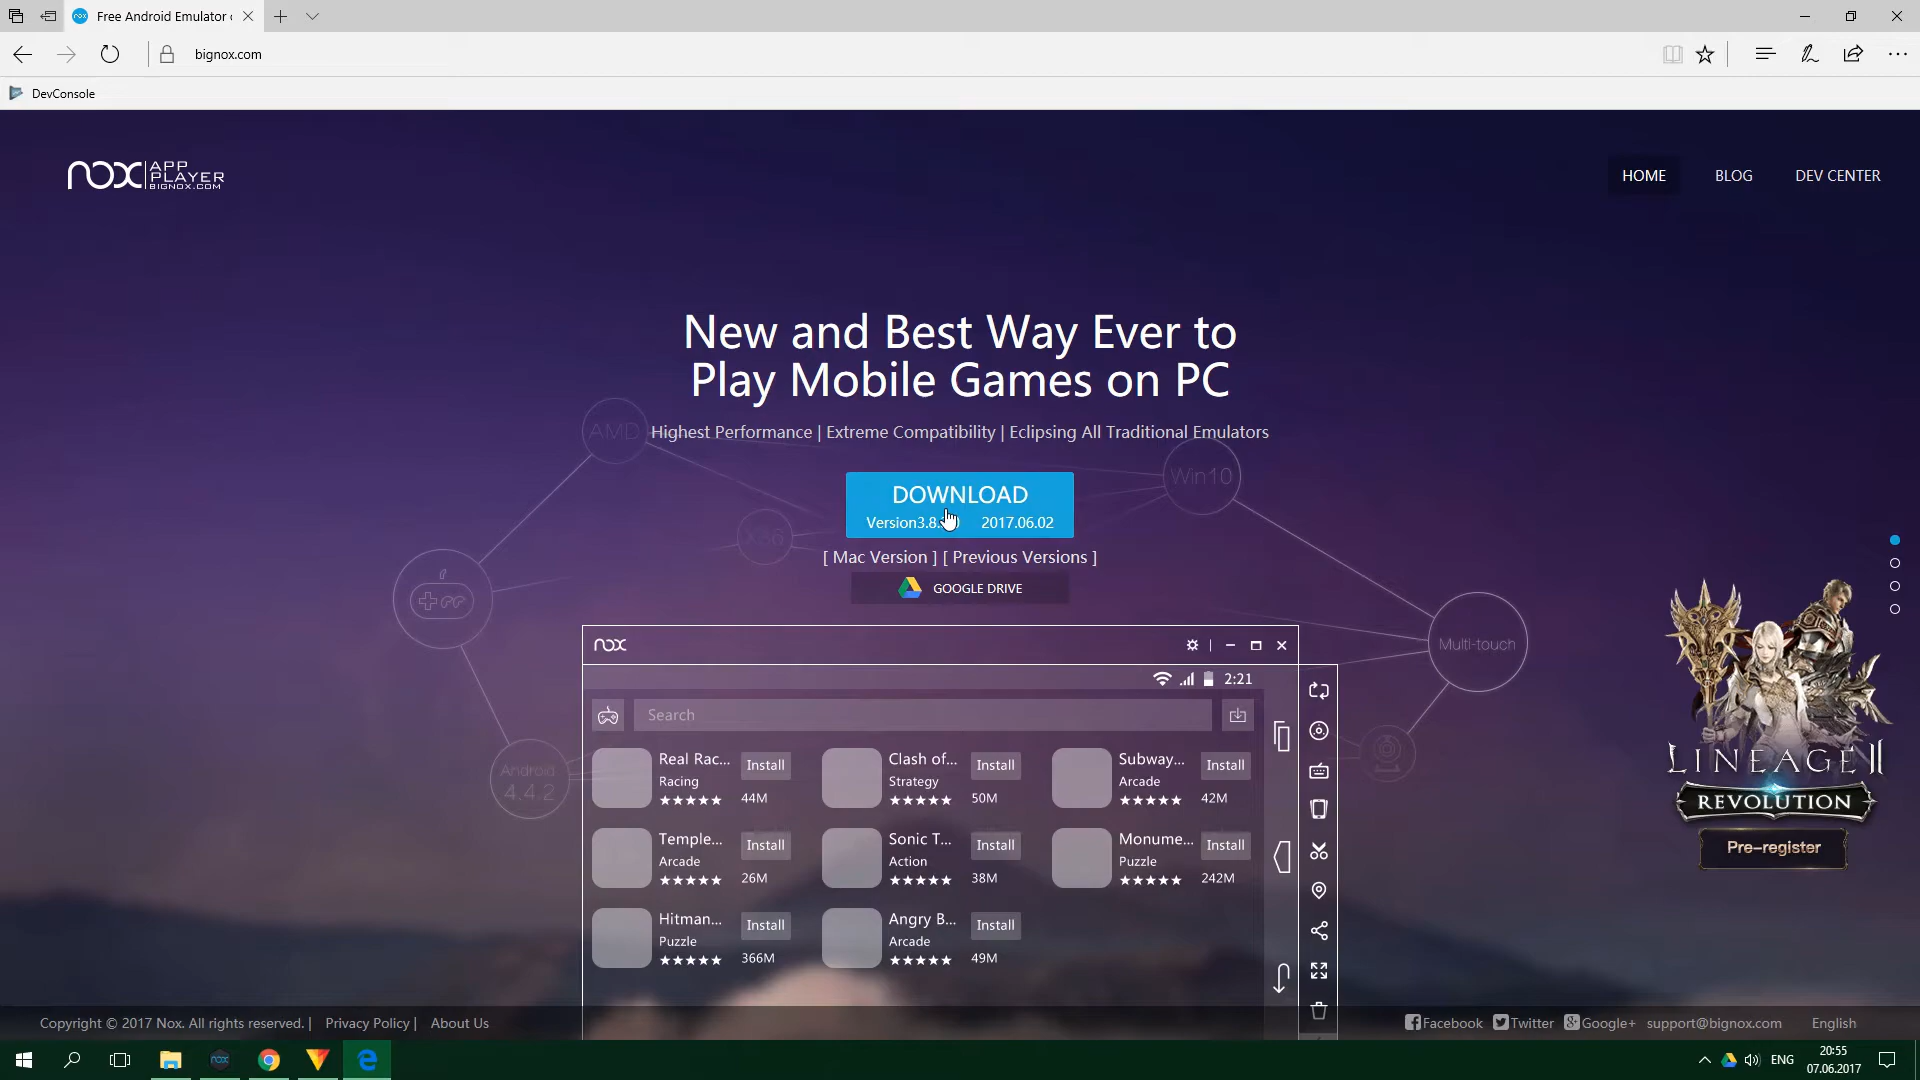 Free Android Emulator
bignox.com
DevConsole
nox APP PLAYER BIGNOX.COM
HOME
BLOG
DEV CENTER
New and Best Way Ever to
Play Mobile Games on PC
AMD
Highest Performance | Extreme Compatibility | Eclipsing All Traditional Emulators
Win10
DOWNLOAD
Version3.8. 2017.06.02
X86
[ Mac Version ] [ Previous Versions ]
GOOGLE DRIVE
Multi-touch
nox
2:21
Search
Real Rac... Install
Racing
44M
Clash of... Install
Strategy
50M
Subway... Install
Arcade
42M
Android
4.4.2
Temple... Install
Arcade
26M
Sonic T... Install
Action
38M
Monume... Install
Puzzle
242M
Hitman... Install
Puzzle
366M
Angry B... Install
Arcade
49M
LINEAGE II
REVOLUTION
Pre-register
Copyright © 2017 Nox. All rights reserved. | Privacy Policy | About Us
Facebook Twitter Google+ support@bignox.com English
nox
ENG
20:55
07.06.2017